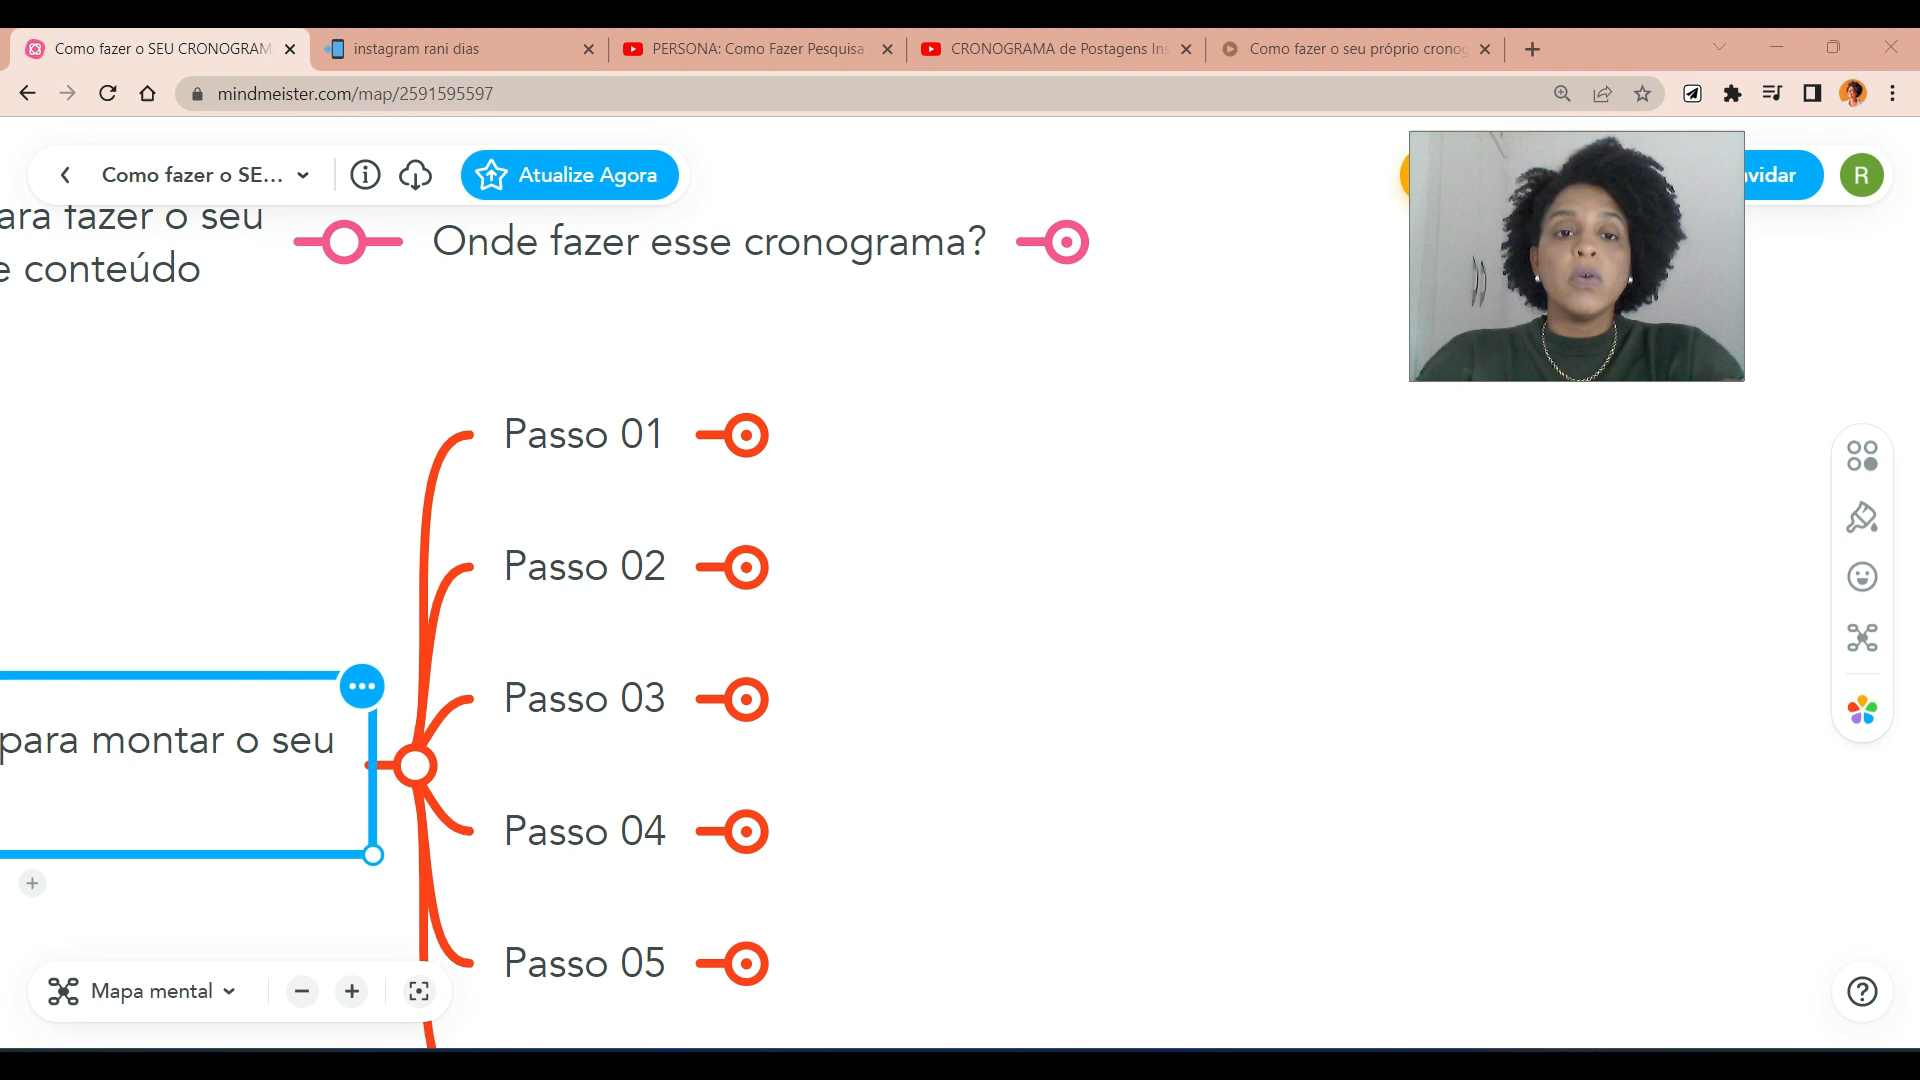 Como fazer o SEU CRONOGRAM
instagram rani dias
PERSONA: Como Fazer Pesquisa
CRONOGRAMA de Postagens Ins
Como fazer o seu próprio cronog
mindmeister.com/map/2591595597
Como fazer o SE...
Atualize Agora
vidar
R
ara fazer o seu
e conteúdo
Onde fazer esse cronograma?
Passo 01
Passo 02
Passo 03
para montar o seu
Passo 04
Passo 05
Mapa mental